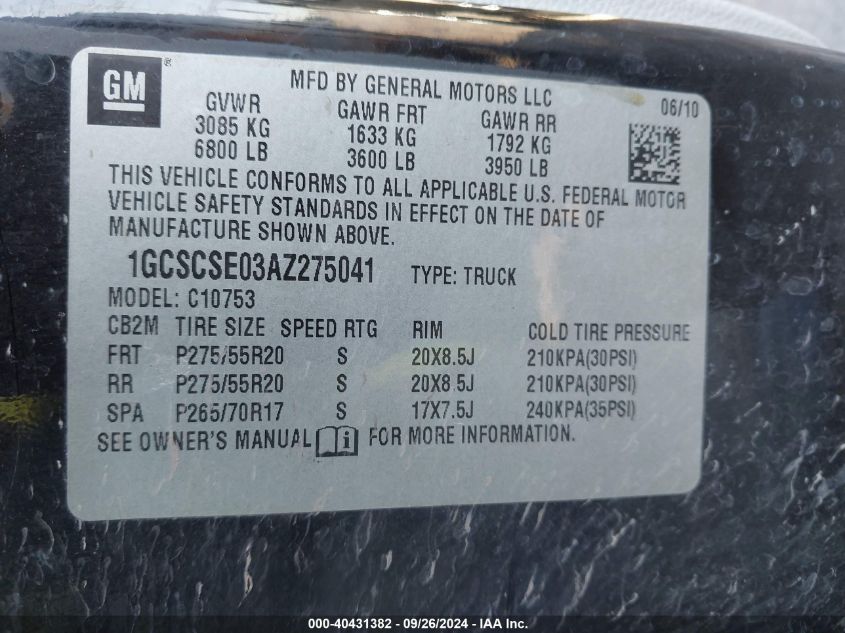 GM ®
MFD BY GENERAL MOTORS LLC
06/10
GVWR GAWR FRT GAWR RR
3085 KG 1633 KG 1792 KG
6800 LB 3600 LB 3950 LB
THIS VEHICLE CONFORMS TO ALL APPLICABLE U.S. FEDERAL MOTOR
VEHICLE SAFETY STANDARDS IN EFFECT ON THE DATE OF
MANUFACTURE SHOWN ABOVE.
1GCSCSE03AZ275041 TYPE: TRUCK
MODEL: C10753
CB2M TIRE SIZE SPEED RTG RIM COLD TIRE PRESSURE
FRT P275/55R20 S 20X8.5J 210KPA(30PSI)
RR P275/55R20 S 20X8.5J 210KPA(30PSI)
SPA P265/70R17 S 17X7.5J 240KPA(35PSI)
SEE OWNER'S MANUAL i FOR MORE INFORMATION.
000-40431382 - 09/26/2024 - IAA Inc.